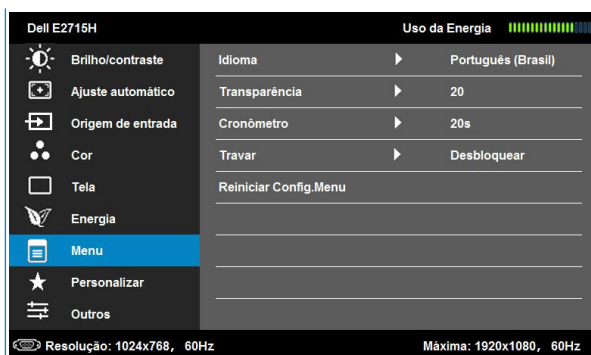 Dell E2715H Uso da Energia
Brilho/contraste Idioma Português (Brasil)
Ajuste automático Transparência 20
Origem de entrada Cronômetro 20s
Cor Travar Desbloquear
Tela Reiniciar Config.Menu
Energia
Menu
Personalizar
Outros
Resolução: 1024x768, 60Hz Máxima: 1920x1080, 60Hz